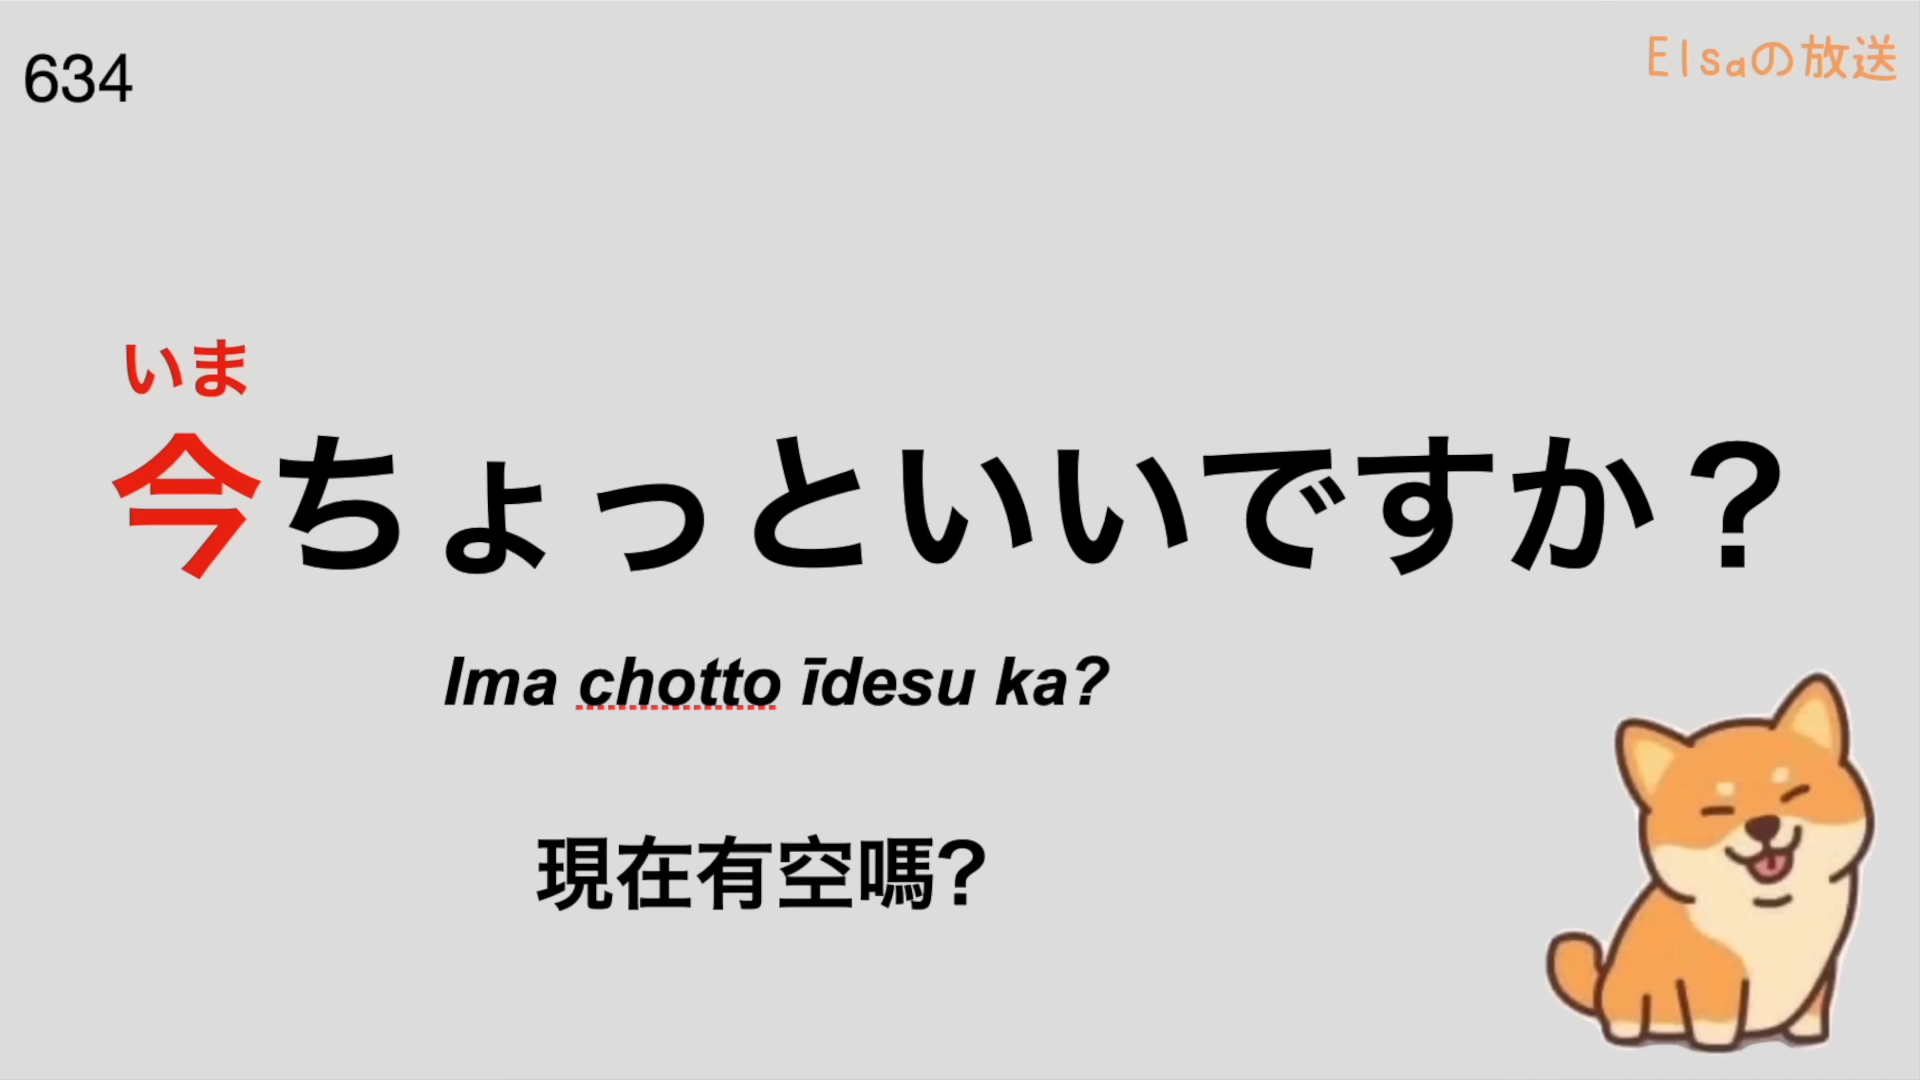 634
Elsaの放送
いま
今ちょっといいですか？
Ima chotto īdesu ka?
現在有空嗎?